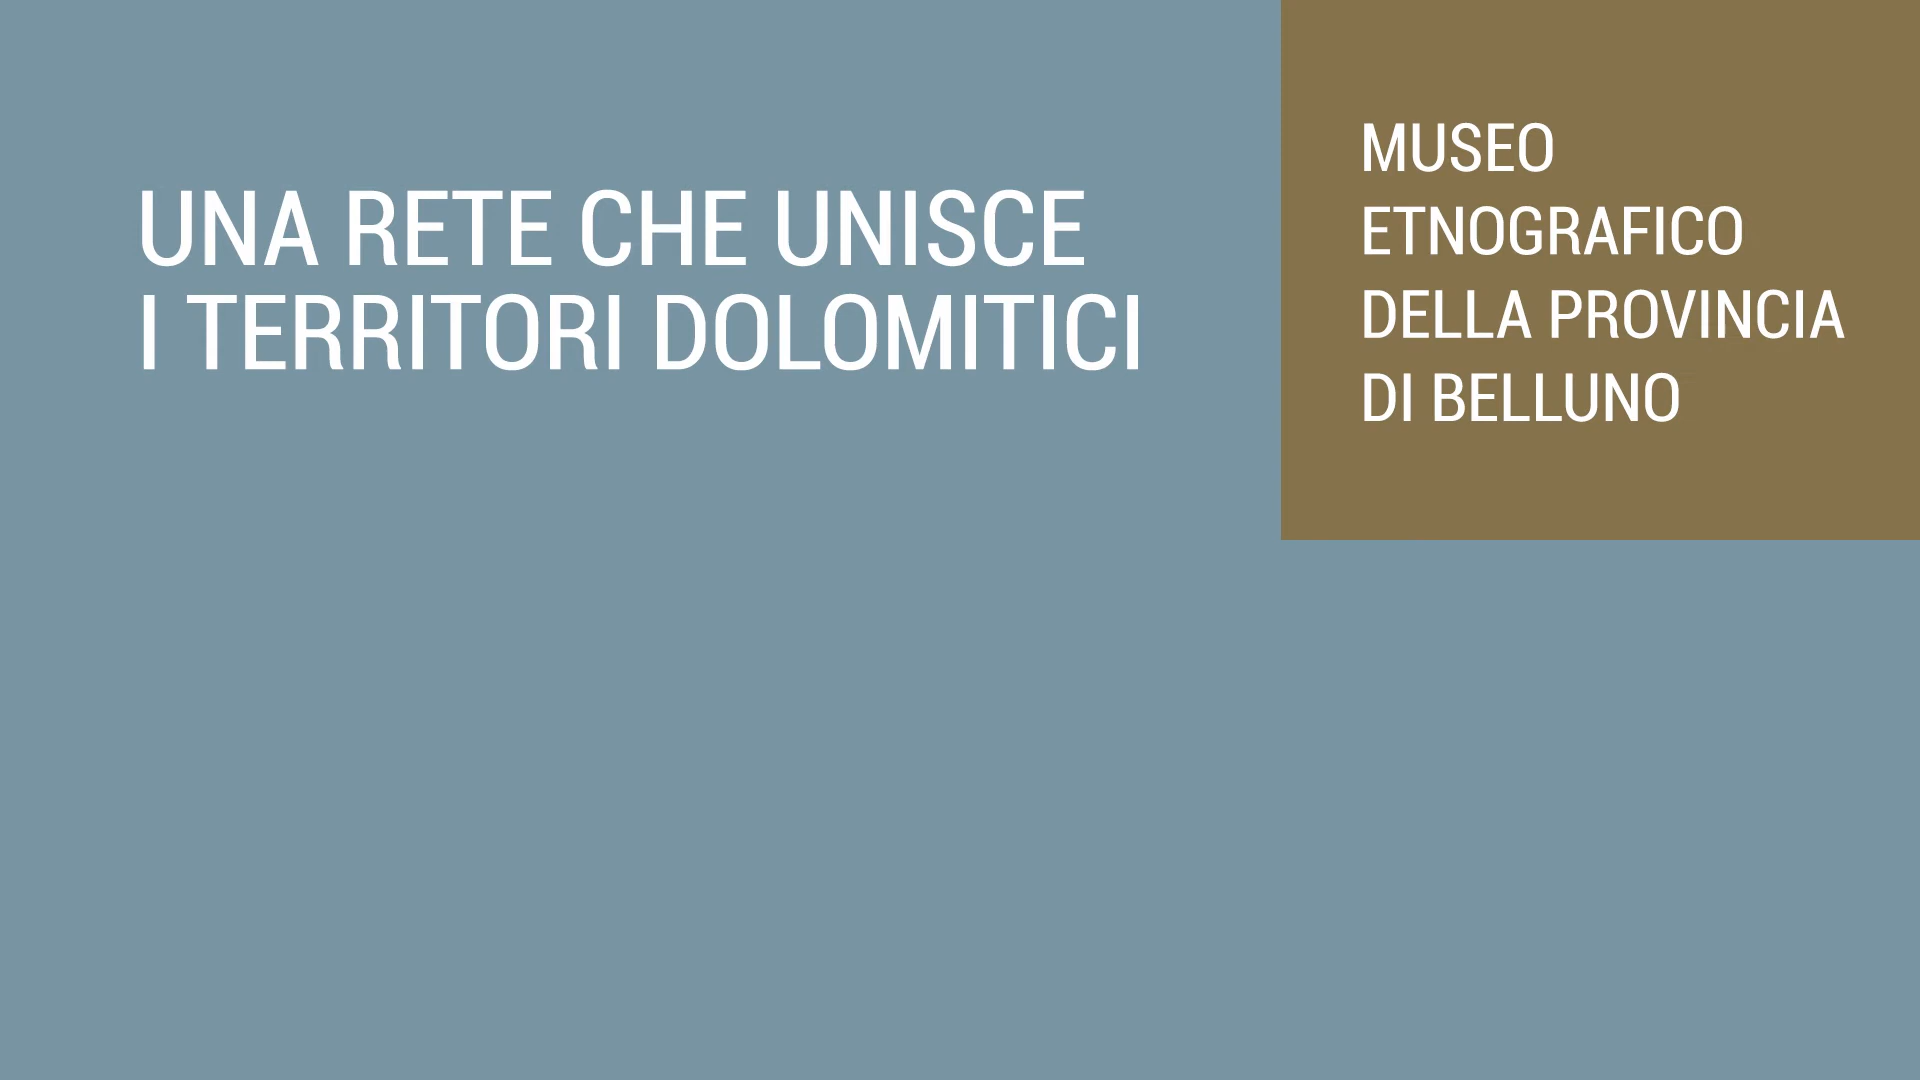 UNA RETE CHE UNISCE
I TERRITORI DOLOMITICI
MUSEO
ETNOGRAFICO
DELLA PROVINCIA
DI BELLUNO